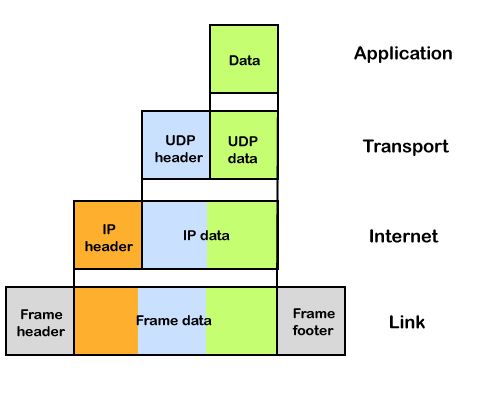 Data
Application
UDP
header
UDP
data
Transport
IP
header
IP data
Internet
Frame
header
Frame data
Frame
footer
Link